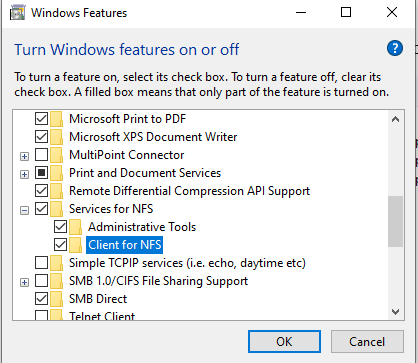 Windows Features
Turn Windows features on or off
To turn a feature on, select its check box. To turn a feature off, clear its
check box. A filled box means that only part of the feature is turned on.
Microsoft Print to PDF
Microsoft XPS Document Writer
MultiPoint Connector
Print and Document Services
Remote Differential Compression API Support
Services for NFS
Administrative Tools
Client for NFS
Simple TCPIP services (i.e. echo, daytime etc)
SMB 1.0/CIFS File Sharing Support
SMB Direct
Telnet Client
OK
Cancel